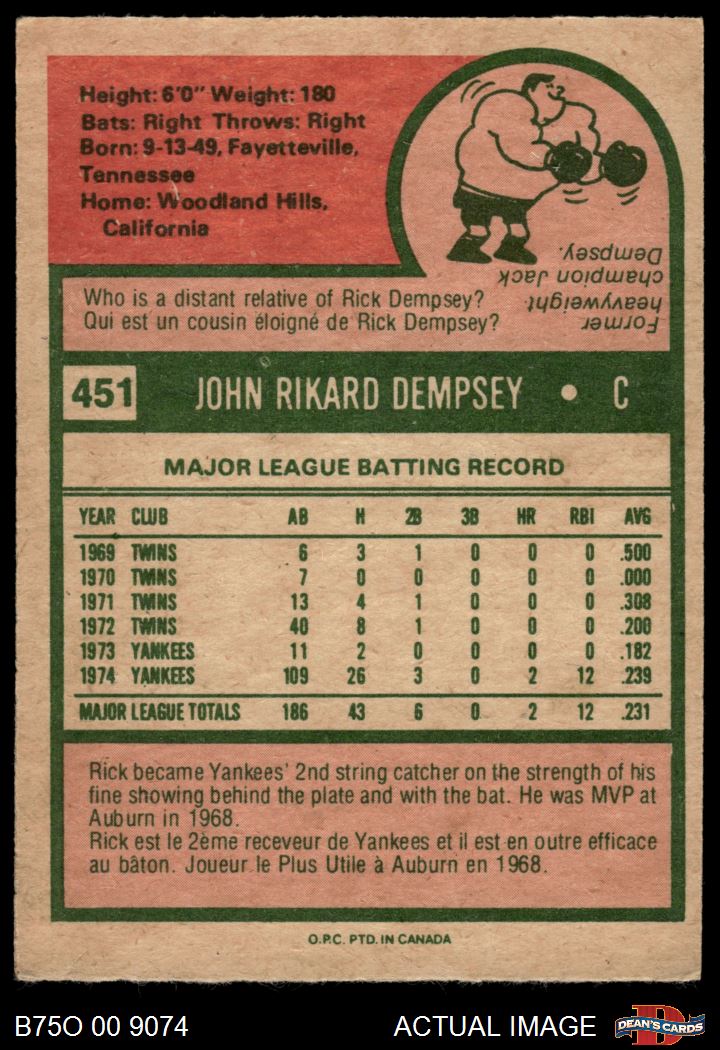 Height: 6'0" Weight: 180
Bats: Right Throws: Right
Born: 9-13-49, Fayetteville,
Tennessee
Home: Woodland Hills,
California
Who is a distant relative of Rick Dempsey?
Qui est un cousin éloigné de Rick Dempsey?
Former
heavyweight
champion Jack
Dempsey.
451 JOHN RIKARD DEMPSEY • C
MAJOR LEAGUE BATTING RECORD
YEAR CLUB AB H 2B 3B HR RBI AVG
1969 TWINS 6 3 1 0 0 0 .500
1970 TWINS 7 0 0 0 0 0 .000
1971 TWINS 13 4 1 0 0 0 .308
1972 TWINS 40 8 1 0 0 0 .200
1973 YANKEES 11 2 0 0 0 0 .182
1974 YANKEES 109 26 3 0 2 12 .239
MAJOR LEAGUE TOTALS 186 43 6 0 2 12 .231
Rick became Yankees' 2nd string catcher on the strength of his
fine showing behind the plate and with the bat. He was MVP at
Auburn in 1968.
Rick est le 2ème receveur de Yankees et il est en outre efficace
au bâton. Joueur le Plus Utile à Auburn en 1968.
O.P.C. PTD. IN CANADA
B75O 00 9074 ACTUAL IMAGE D DEAN'S CARDS